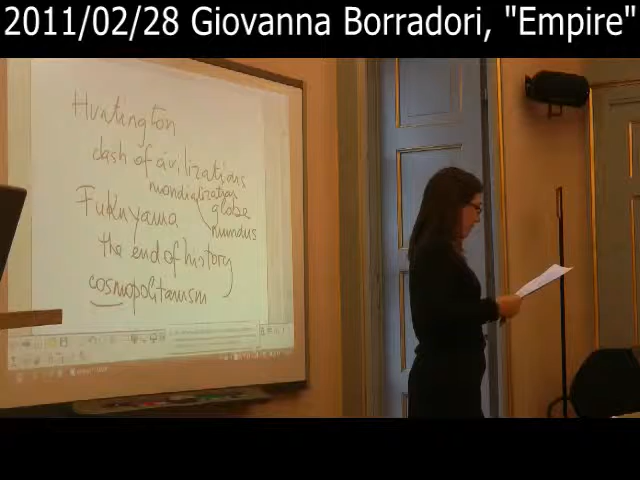 2011/02/28 Giovanna Borradori, "Empire"
Huntington
clash of civilizations
mondialization
Fukuyama globe
mundus
the end of history
cosmopolitanism